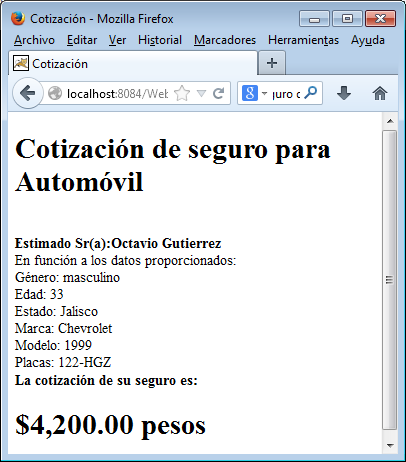 Cotización - Mozilla Firefox
Archivo Editar Ver Historial Marcadores Herramientas Ayuda
Cotización
localhost:8084/Web
Cotización de seguro para
Automóvil
Estimado Sr(a):Octavio Gutierrez
En función a los datos proporcionados:
Género: masculino
Edad: 33
Estado: Jalisco
Marca: Chevrolet
Modelo: 1999
Placas: 122-HGZ
La cotización de su seguro es:
$4,200.00 pesos